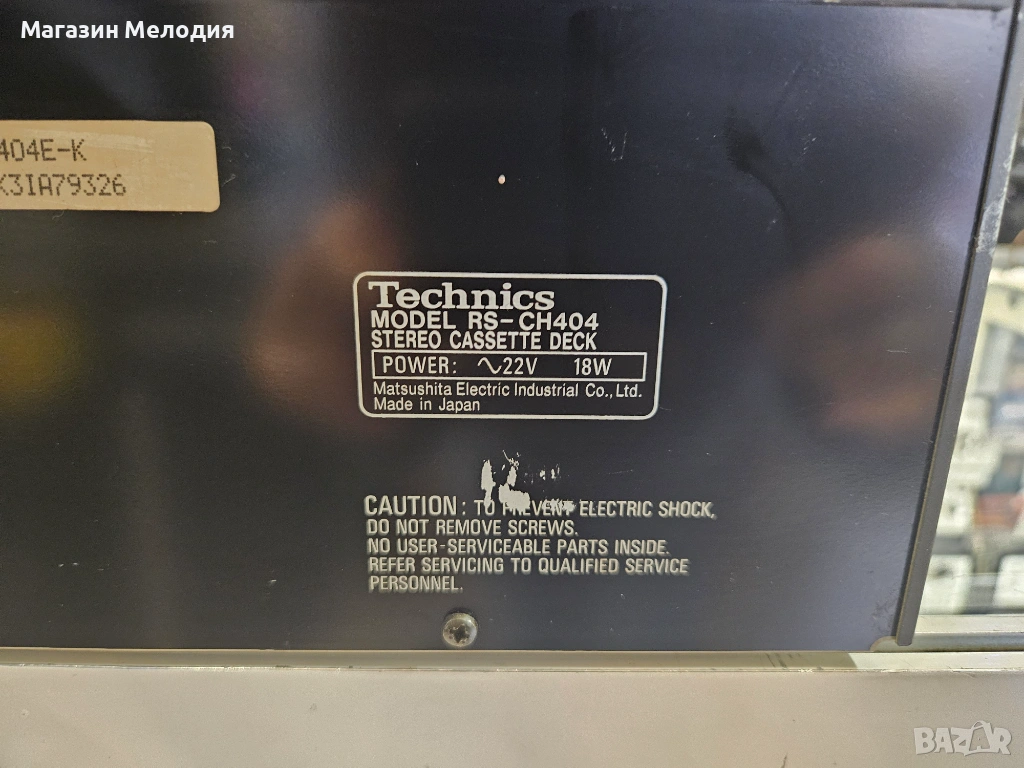 Магазин Мелодия
404E-K
K3IA79326
Technics
MODEL RS-CH404
STEREO CASSETTE DECK
POWER: ∿22V 18W
Matsushita Electric Industrial Co., Ltd.
Made in Japan
CAUTION: TO PREVENT ELECTRIC SHOCK,
DO NOT REMOVE SCREWS.
NO USER-SERVICEABLE PARTS INSIDE.
REFER SERVICING TO QUALIFIED SERVICE
PERSONNEL.
BAZAR